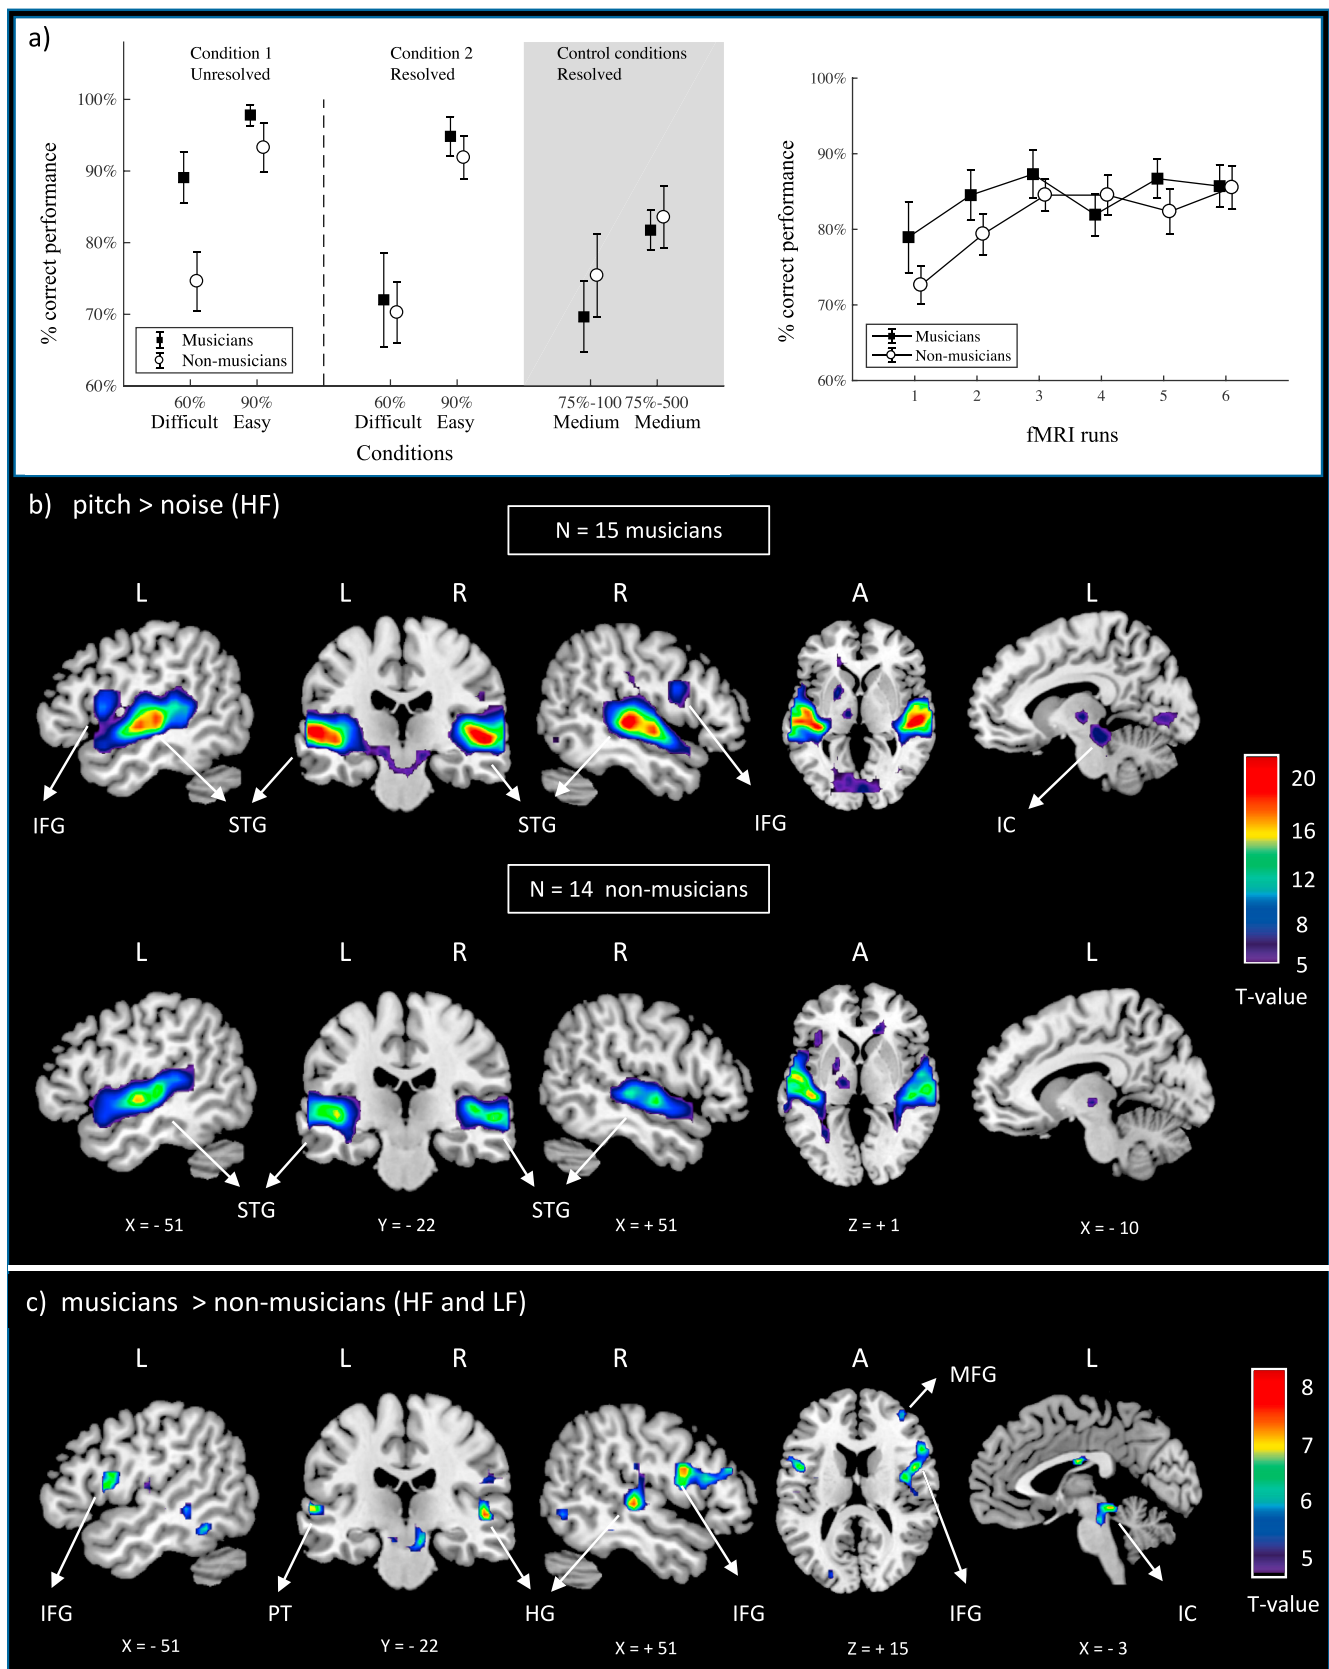 a)
Condition 1
Unresolved
Condition 2
Resolved
Control conditions
Resolved
100%
90%
80%
70%
60%
% correct performance
Musicians
Non-musicians
60%
Difficult
90%
Easy
60%
Difficult
90%
Easy
75%-100
Medium
75%-500
Medium
Conditions
100%
90%
80%
70%
60%
% correct performance
Musicians
Non-musicians
1 2 3 4 5 6
fMRI runs
b) pitch > noise (HF)
N = 15 musicians
L L R R A L
IFG STG STG IFG IC
N = 14 non-musicians
L L R R A L
STG STG
X = - 51 Y = - 22 X = + 51 Z = + 1 X = - 10
20
16
12
8
5
T-value
c) musicians > non-musicians (HF and LF)
L L R R A MFG L
IFG PT HG IFG IFG IC
X = - 51 Y = - 22 X = + 51 Z = + 15 X = - 3
8
7
6
5
T-value